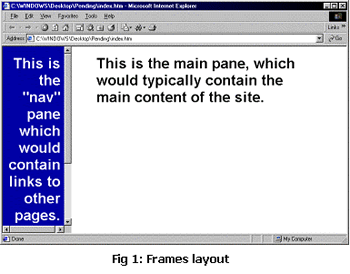 C:\WINDOWS\Desktop\Pending\index.htm - Microsoft Internet Explorer
File Edit View Favorites Tools Help
Links »
Address C:\WINDOWS\Desktop\Pending\index.htm Go
This is
the
"nav"
pane
which
would
contain
links to
other
pages.
This is the main pane, which
would typically contain the
main content of the site.
Done My Computer
Fig 1: Frames layout